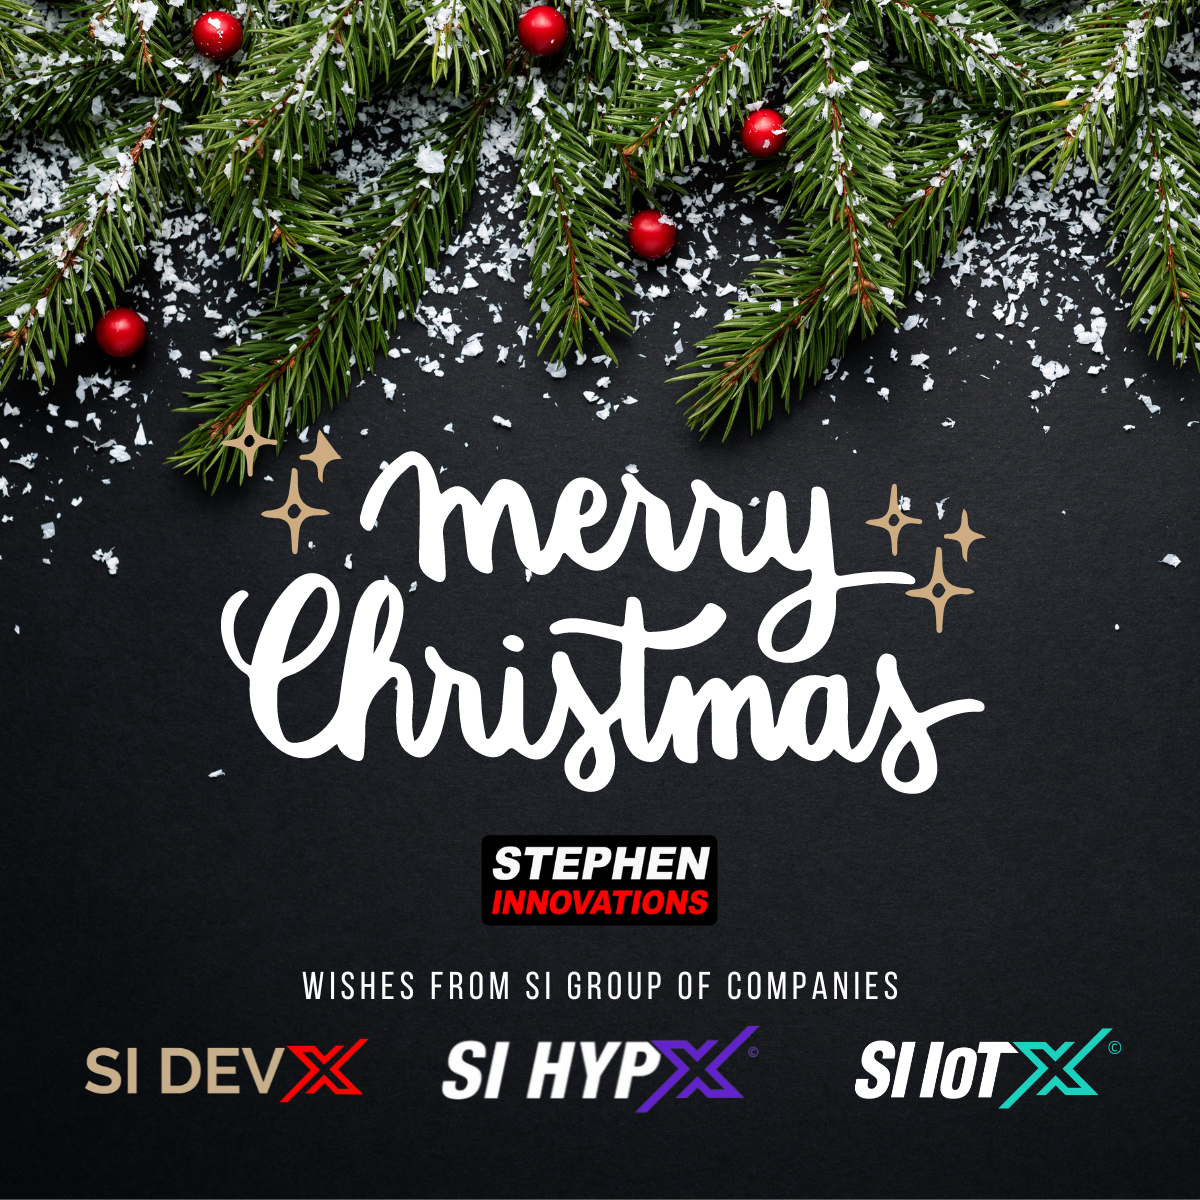 merry
Christmas
STEPHEN
INNOVATIONS
WISHES FROM SI GROUP OF COMPANIES
SI DEVX
SI HYPX©
SI IoTX©